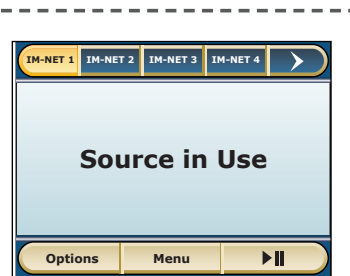 IM-NET 1 IM-NET 2 IM-NET 3 IM-NET 4
Source in Use
Options Menu